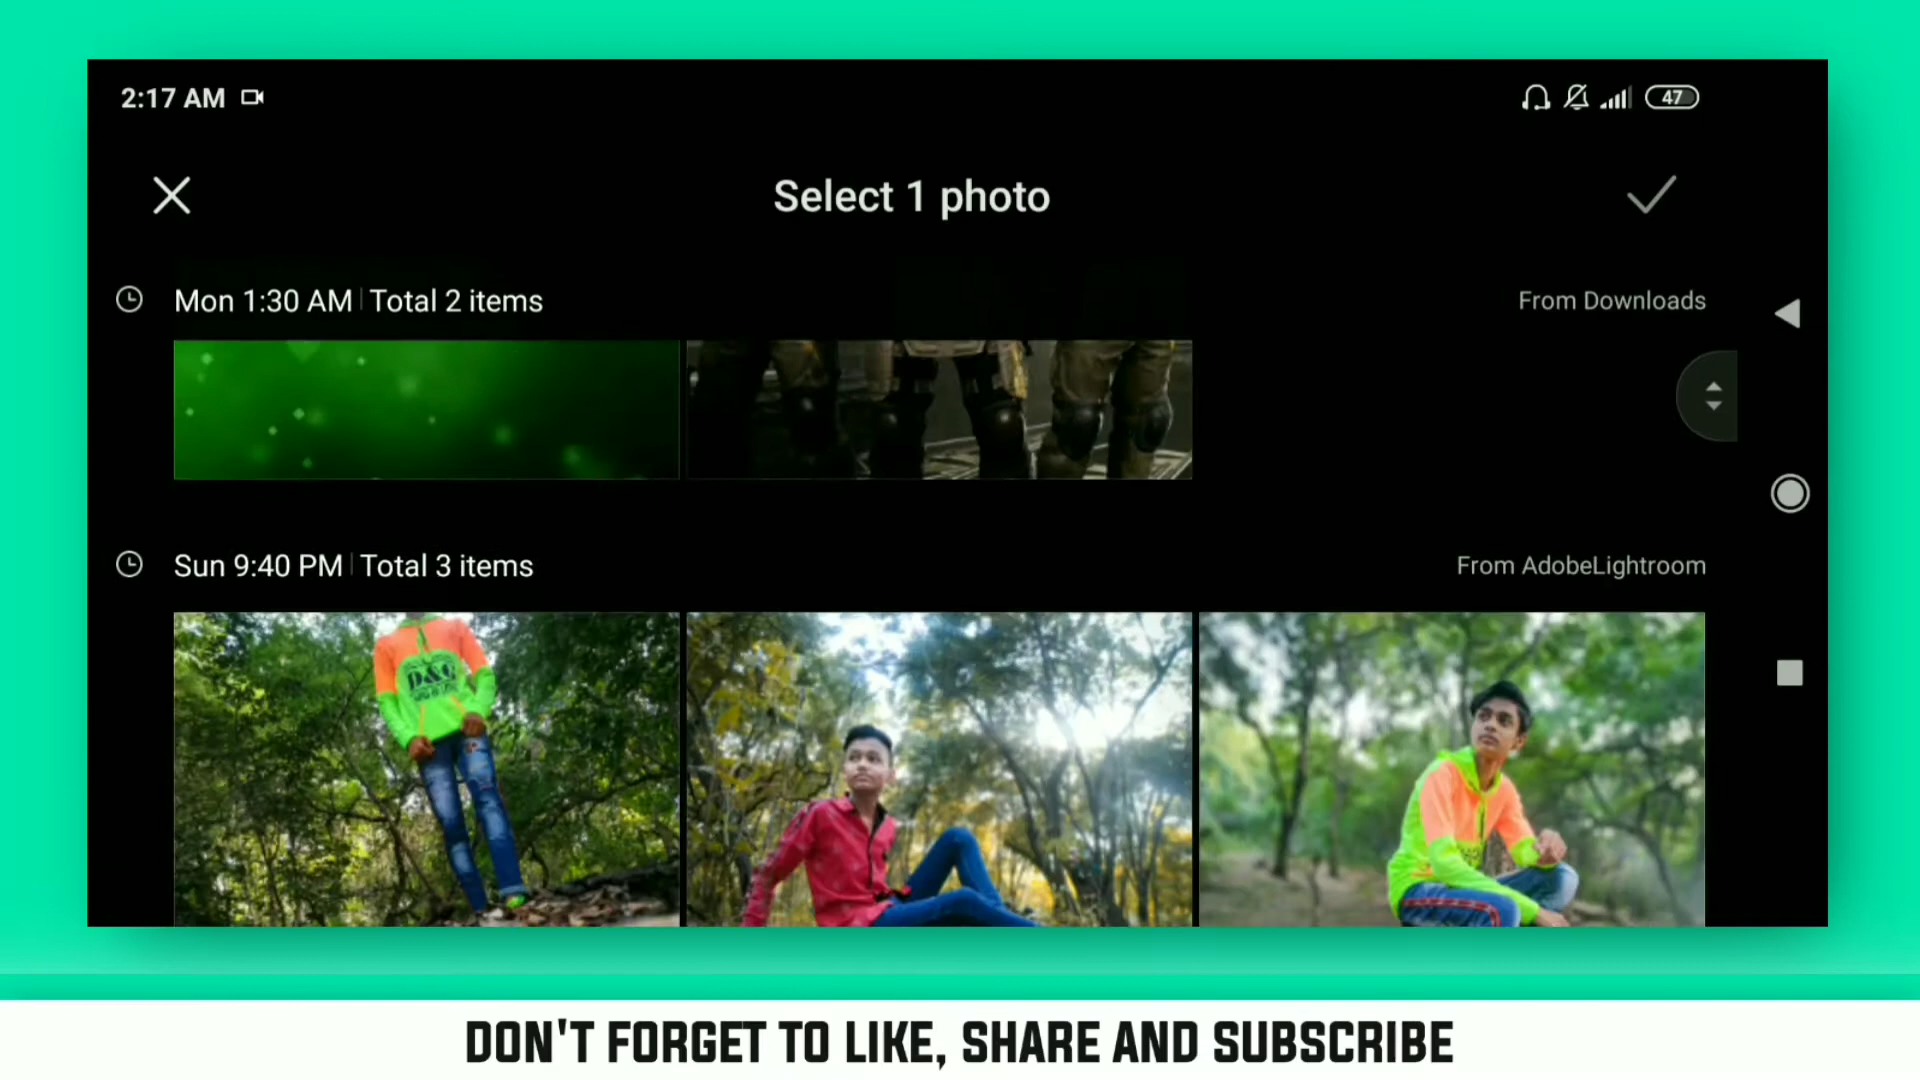 2:17 AM
47
Select 1 photo
Mon 1:30 AM | Total 2 items
From Downloads
Sun 9:40 PM | Total 3 items
From AdobeLightroom
D&G
DON'T FORGET TO LIKE, SHARE AND SUBSCRIBE